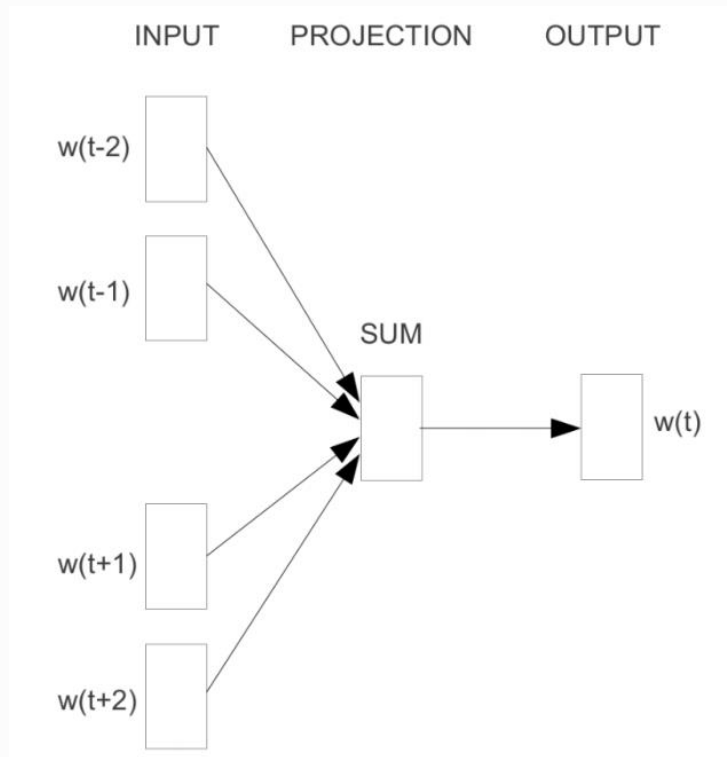 INPUT PROJECTION OUTPUT
w(t-2)
w(t-1)
SUM
w(t)
w(t+1)
w(t+2)